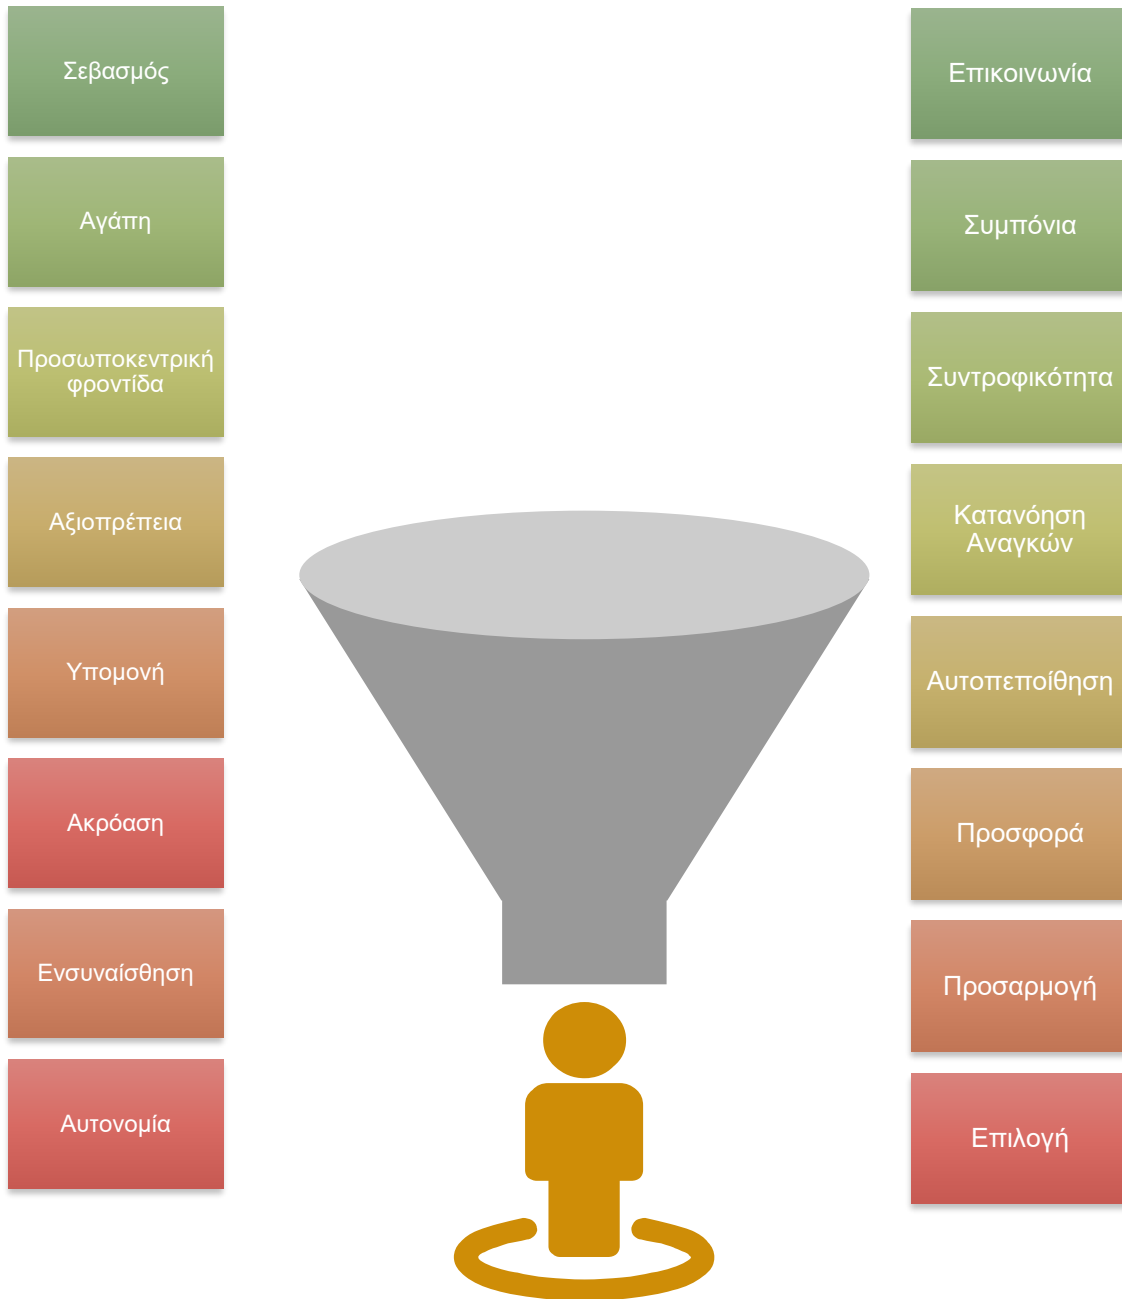 Σεβασμός
Αγάπη
Προσωποκεντρική
φροντίδα
Αξιοπρέπεια
Υπομονή
Ακρόαση
Ενσυναίσθηση
Αυτονομία
Επικοινωνία
Συμπόνια
Συντροφικότητα
Κατανόηση
Αναγκών
Αυτοπεποίθηση
Προσφορά
Προσαρμογή
Επιλογή